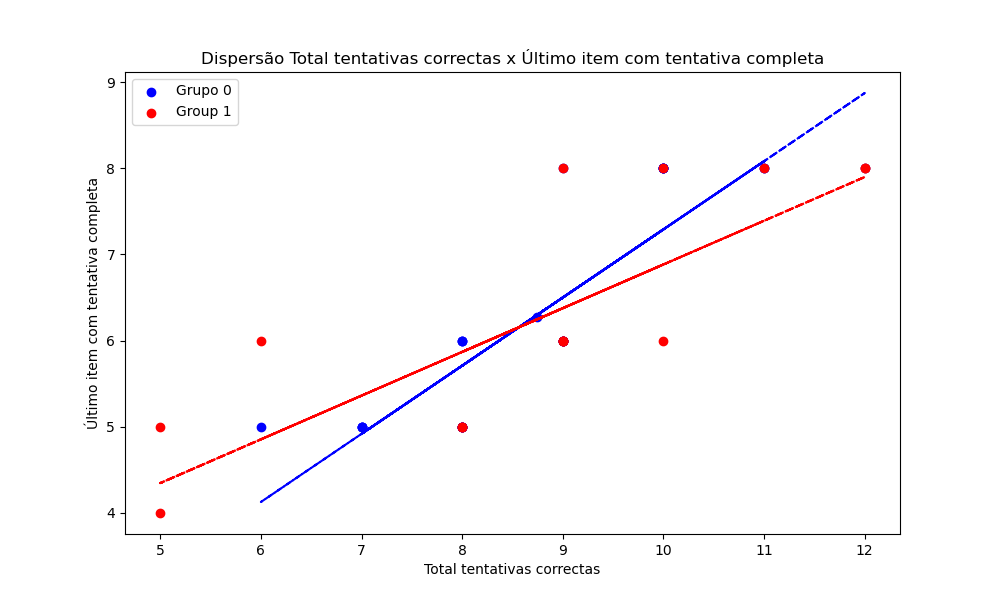 Dispersão Total tentativas correctas x Último item com tentativa completa
Grupo 0
Group 1
Último item com tentativa completa
9
8
7
6
5
4
5 6 7 8 9 10 11 12
Total tentativas correctas